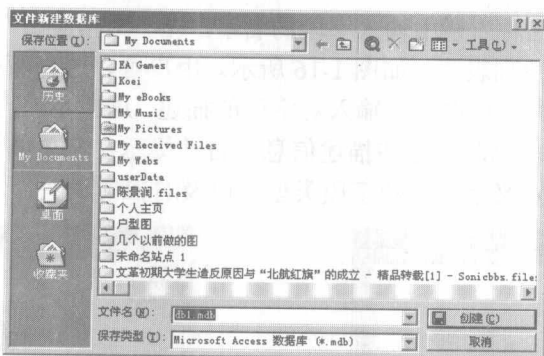 文件新建数据库
保存位置(I):
My Documents
工具(L)
历史
My Documents
桌面
收藏夹
EA Games
Koei
My eBooks
My Music
My Pictures
My Received Files
My Webs
userData
陈景润.files
个人主页
户型图
几个以前做的图
未命名站点 1
文革初期大学生造反原因与“北航红旗”的成立 - 精品转载[1] - Sonicbbs.file
文件名(N):
db1.mdb
创建(C)
保存类型(T):
Microsoft Access 数据库 (*.mdb)
取消